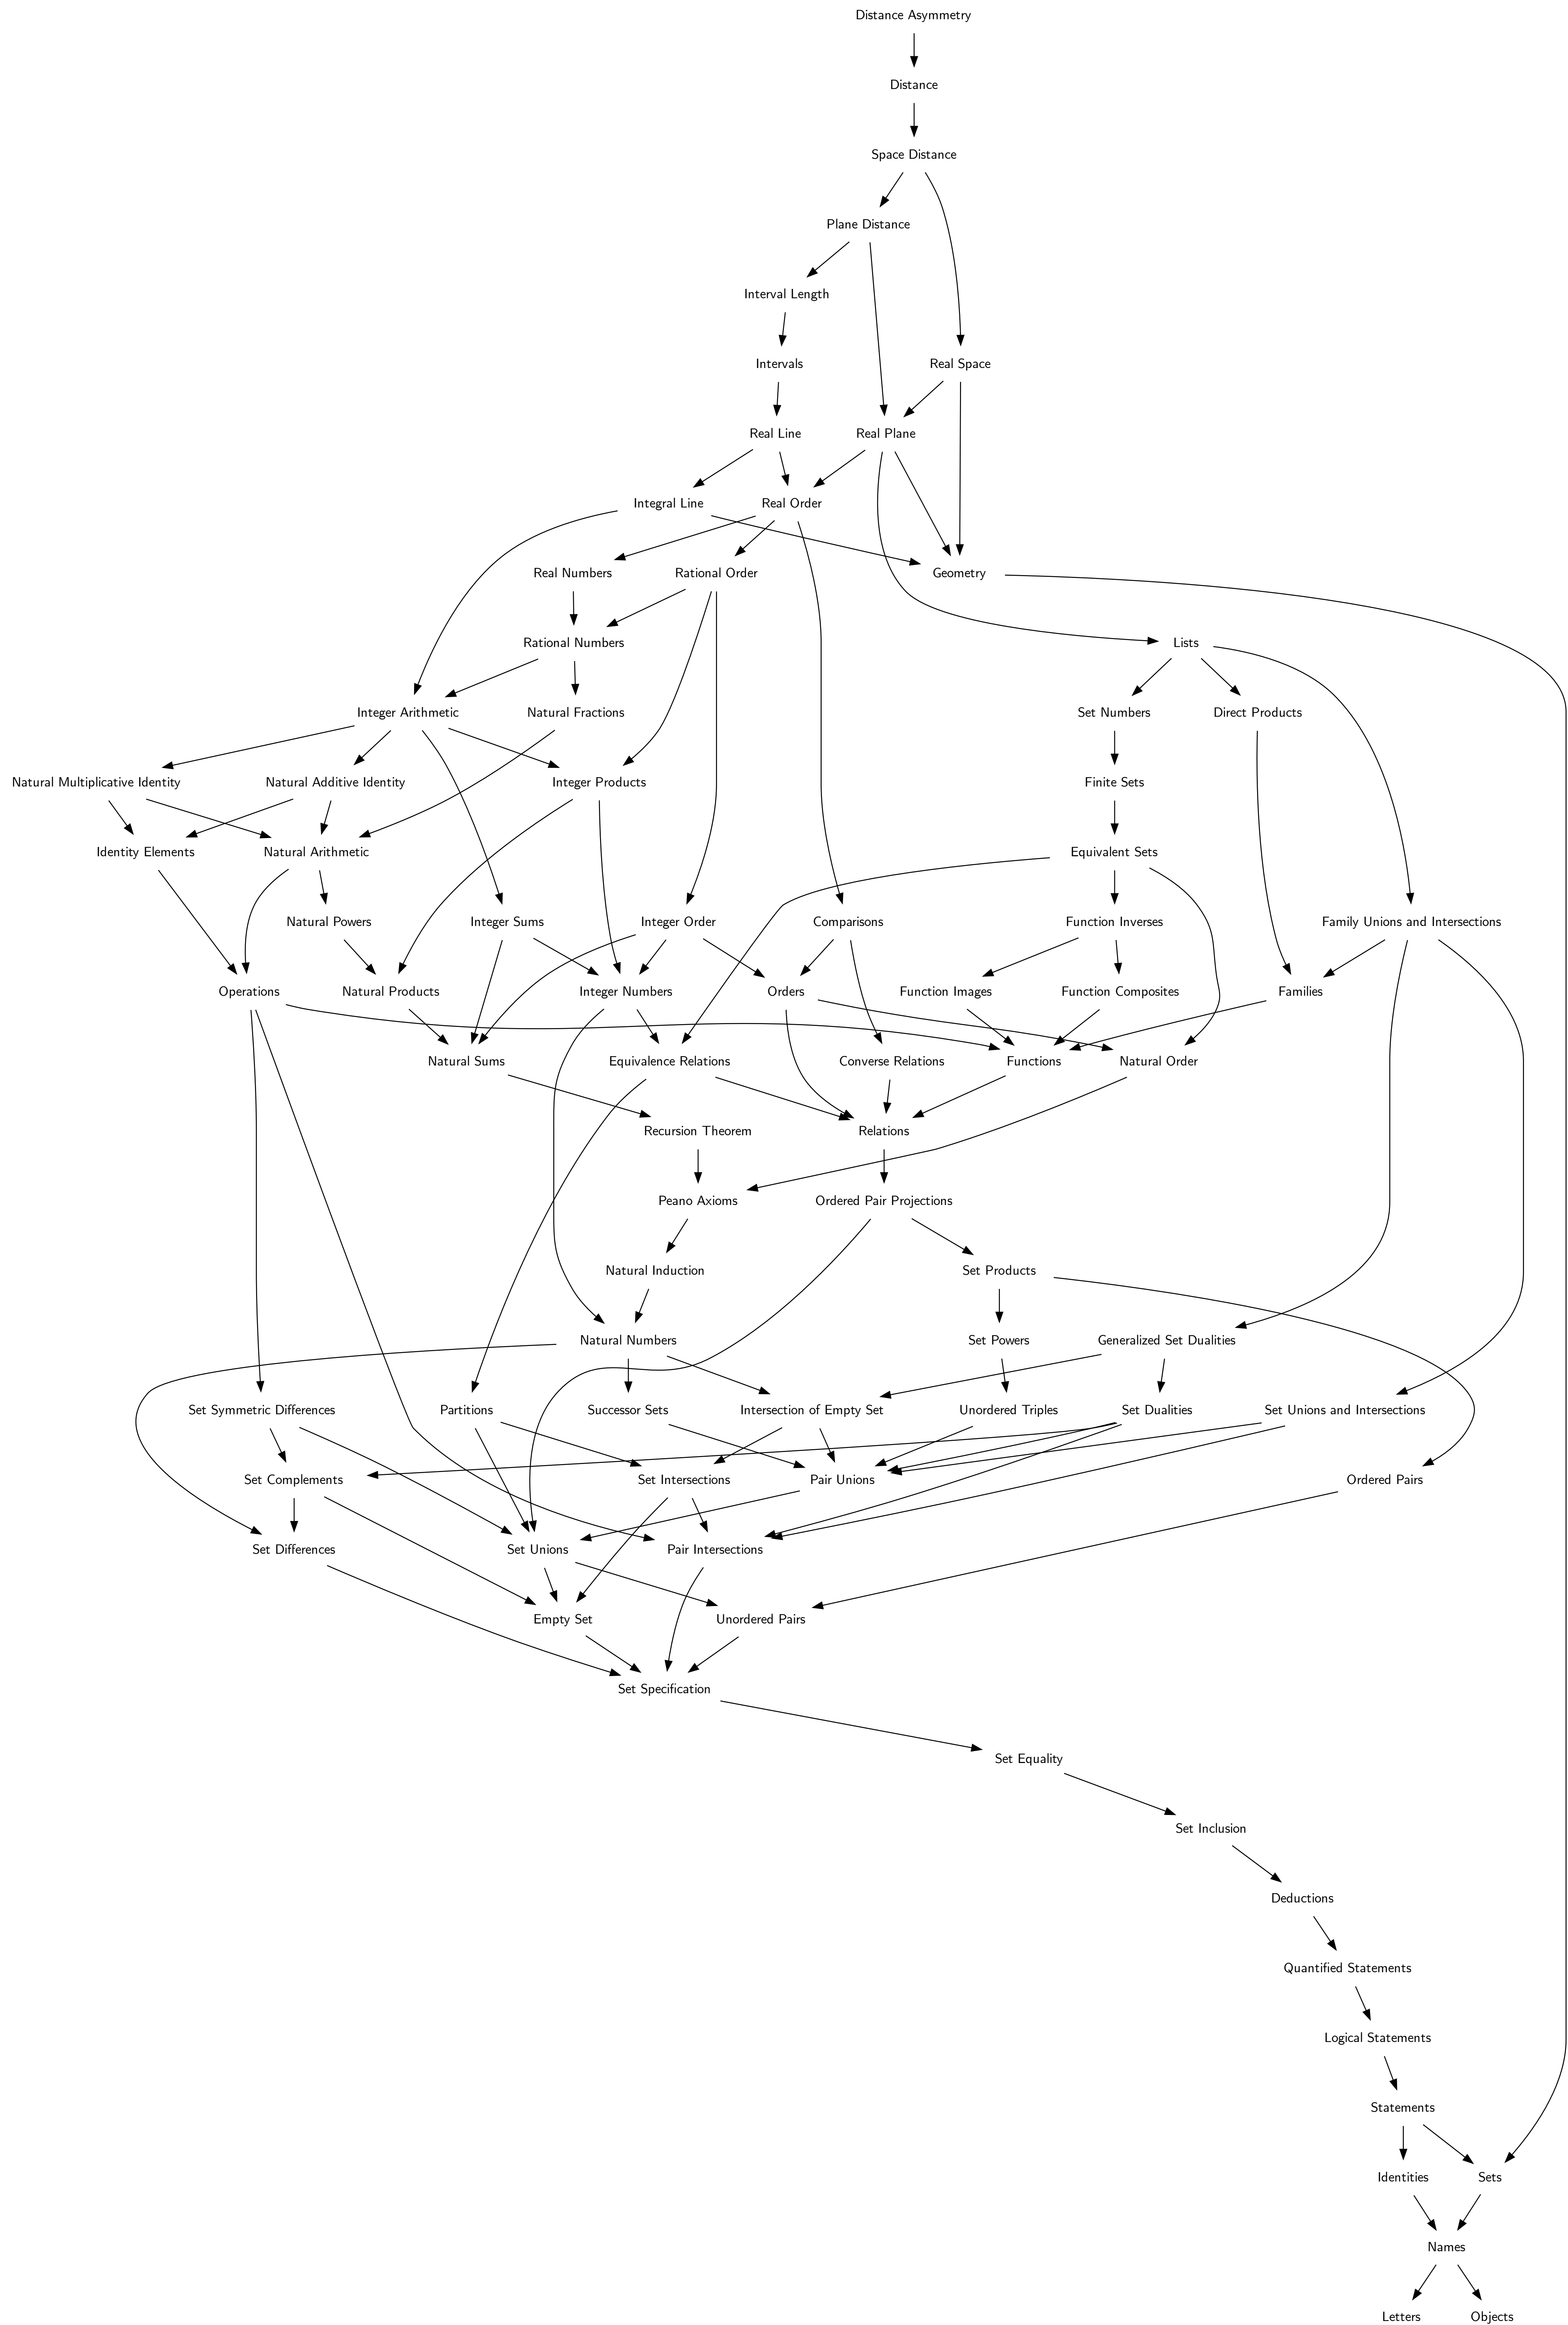 Distance Asymmetry
Distance
Space Distance
Plane Distance
Interval Length
Intervals
Real Space
Real Line
Real Plane
Integral Line
Real Order
Real Numbers
Rational Order
Geometry
Rational Numbers
Lists
Integer Arithmetic
Natural Fractions
Set Numbers
Direct Products
Natural Multiplicative Identity
Natural Additive Identity
Integer Products
Finite Sets
Identity Elements
Natural Arithmetic
Equivalent Sets
Natural Powers
Integer Sums
Integer Order
Comparisons
Function Inverses
Family Unions and Intersections
Operations
Natural Products
Integer Numbers
Orders
Function Images
Function Composites
Families
Natural Sums
Equivalence Relations
Converse Relations
Functions
Natural Order
Recursion Theorem
Relations
Peano Axioms
Ordered Pair Projections
Natural Induction
Set Products
Natural Numbers
Set Powers
Generalized Set Dualities
Set Symmetric Differences
Partitions
Successor Sets
Intersection of Empty Set
Unordered Triples
Set Dualities
Set Unions and Intersections
Set Complements
Set Intersections
Pair Unions
Ordered Pairs
Set Differences
Set Unions
Pair Intersections
Empty Set
Unordered Pairs
Set Specification
Set Equality
Set Inclusion
Deductions
Quantified Statements
Logical Statements
Statements
Identities
Sets
Names
Letters
Objects